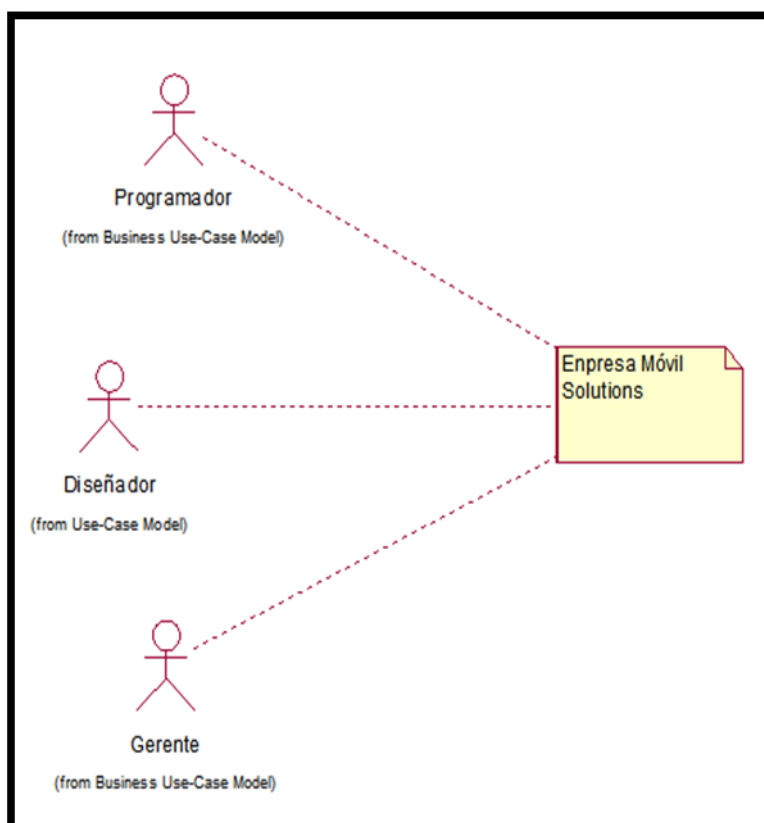 Programador
(from Business Use-Case Model)
Enpresa Móvil
Solutions
Diseñador
(from Use-Case Model)
Gerente
(from Business Use-Case Model)